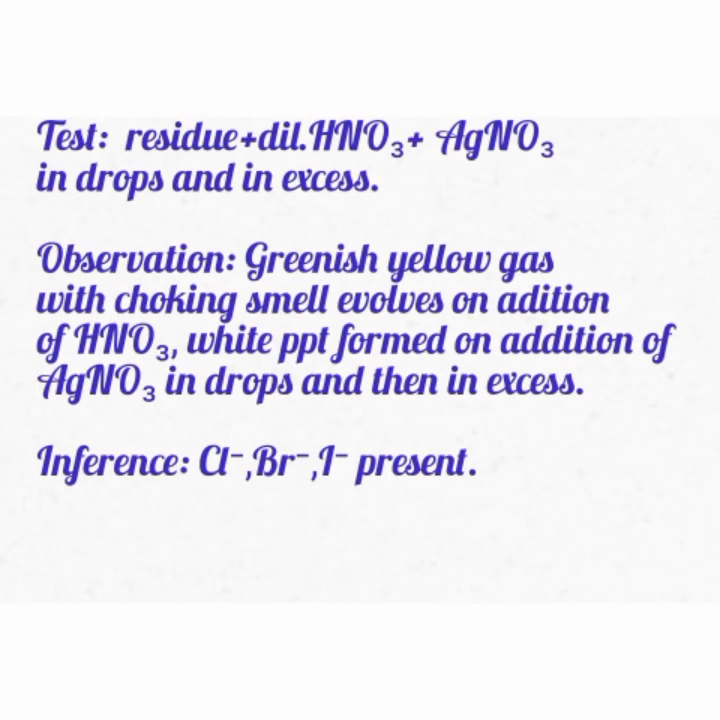 Test: residue+dil.HNO₃+ AgNO₃
in drops and in excess.
Observation: Greenish yellow gas
with choking smell evolves on adition
of HNO₃, white ppt formed on addition of
AgNO₃ in drops and then in excess.
Inference: Cl⁻,Br⁻,I⁻ present.